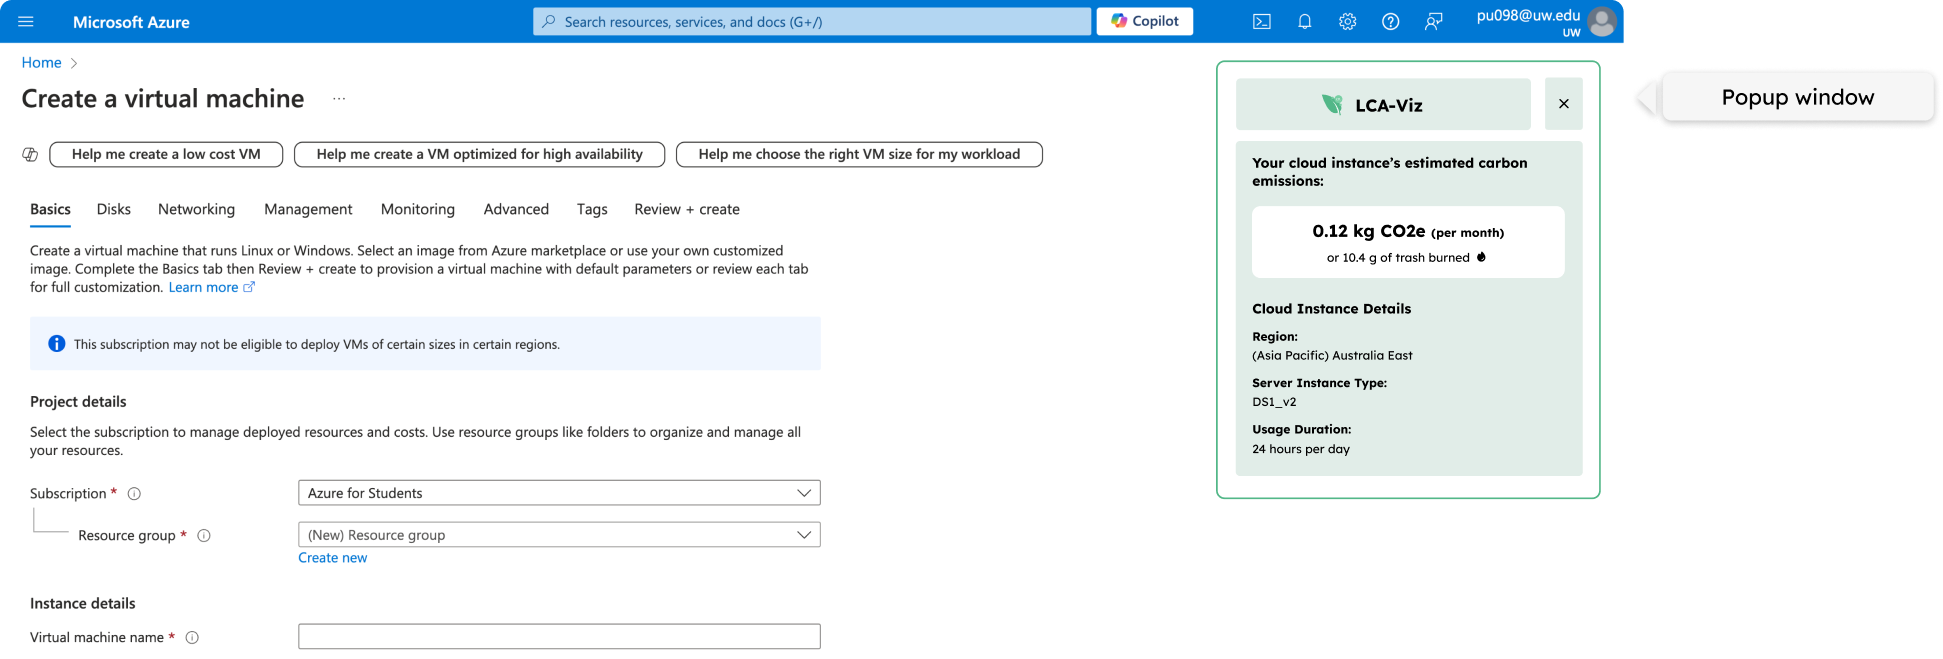 Microsoft Azure
Search resources, services, and docs (G+/)
Copilot
pu098@uw.edu
UW
Home
Create a virtual machine
...
Help me create a low cost VM
Help me create a VM optimized for high availability
Help me choose the right VM size for my workload
Basics Disks Networking Management Monitoring Advanced Tags Review + create
Create a virtual machine that runs Linux or Windows. Select an image from Azure marketplace or use your own customized
image. Complete the Basics tab then Review + create to provision a virtual machine with default parameters or review each tab
for full customization. Learn more
This subscription may not be eligible to deploy VMs of certain sizes in certain regions.
Project details
Select the subscription to manage deployed resources and costs. Use resource groups like folders to organize and manage all
your resources.
Subscription *
Azure for Students
Resource group *
(New) Resource group
Create new
Instance details
Virtual machine name *
LCA-Viz
Your cloud instance's estimated carbon
emissions:
0.12 kg CO2e (per month)
or 10.4 g of trash burned
Cloud Instance Details
Region:
(Asia Pacific) Australia East
Server Instance Type:
DS1_v2
Usage Duration:
24 hours per day
Popup window